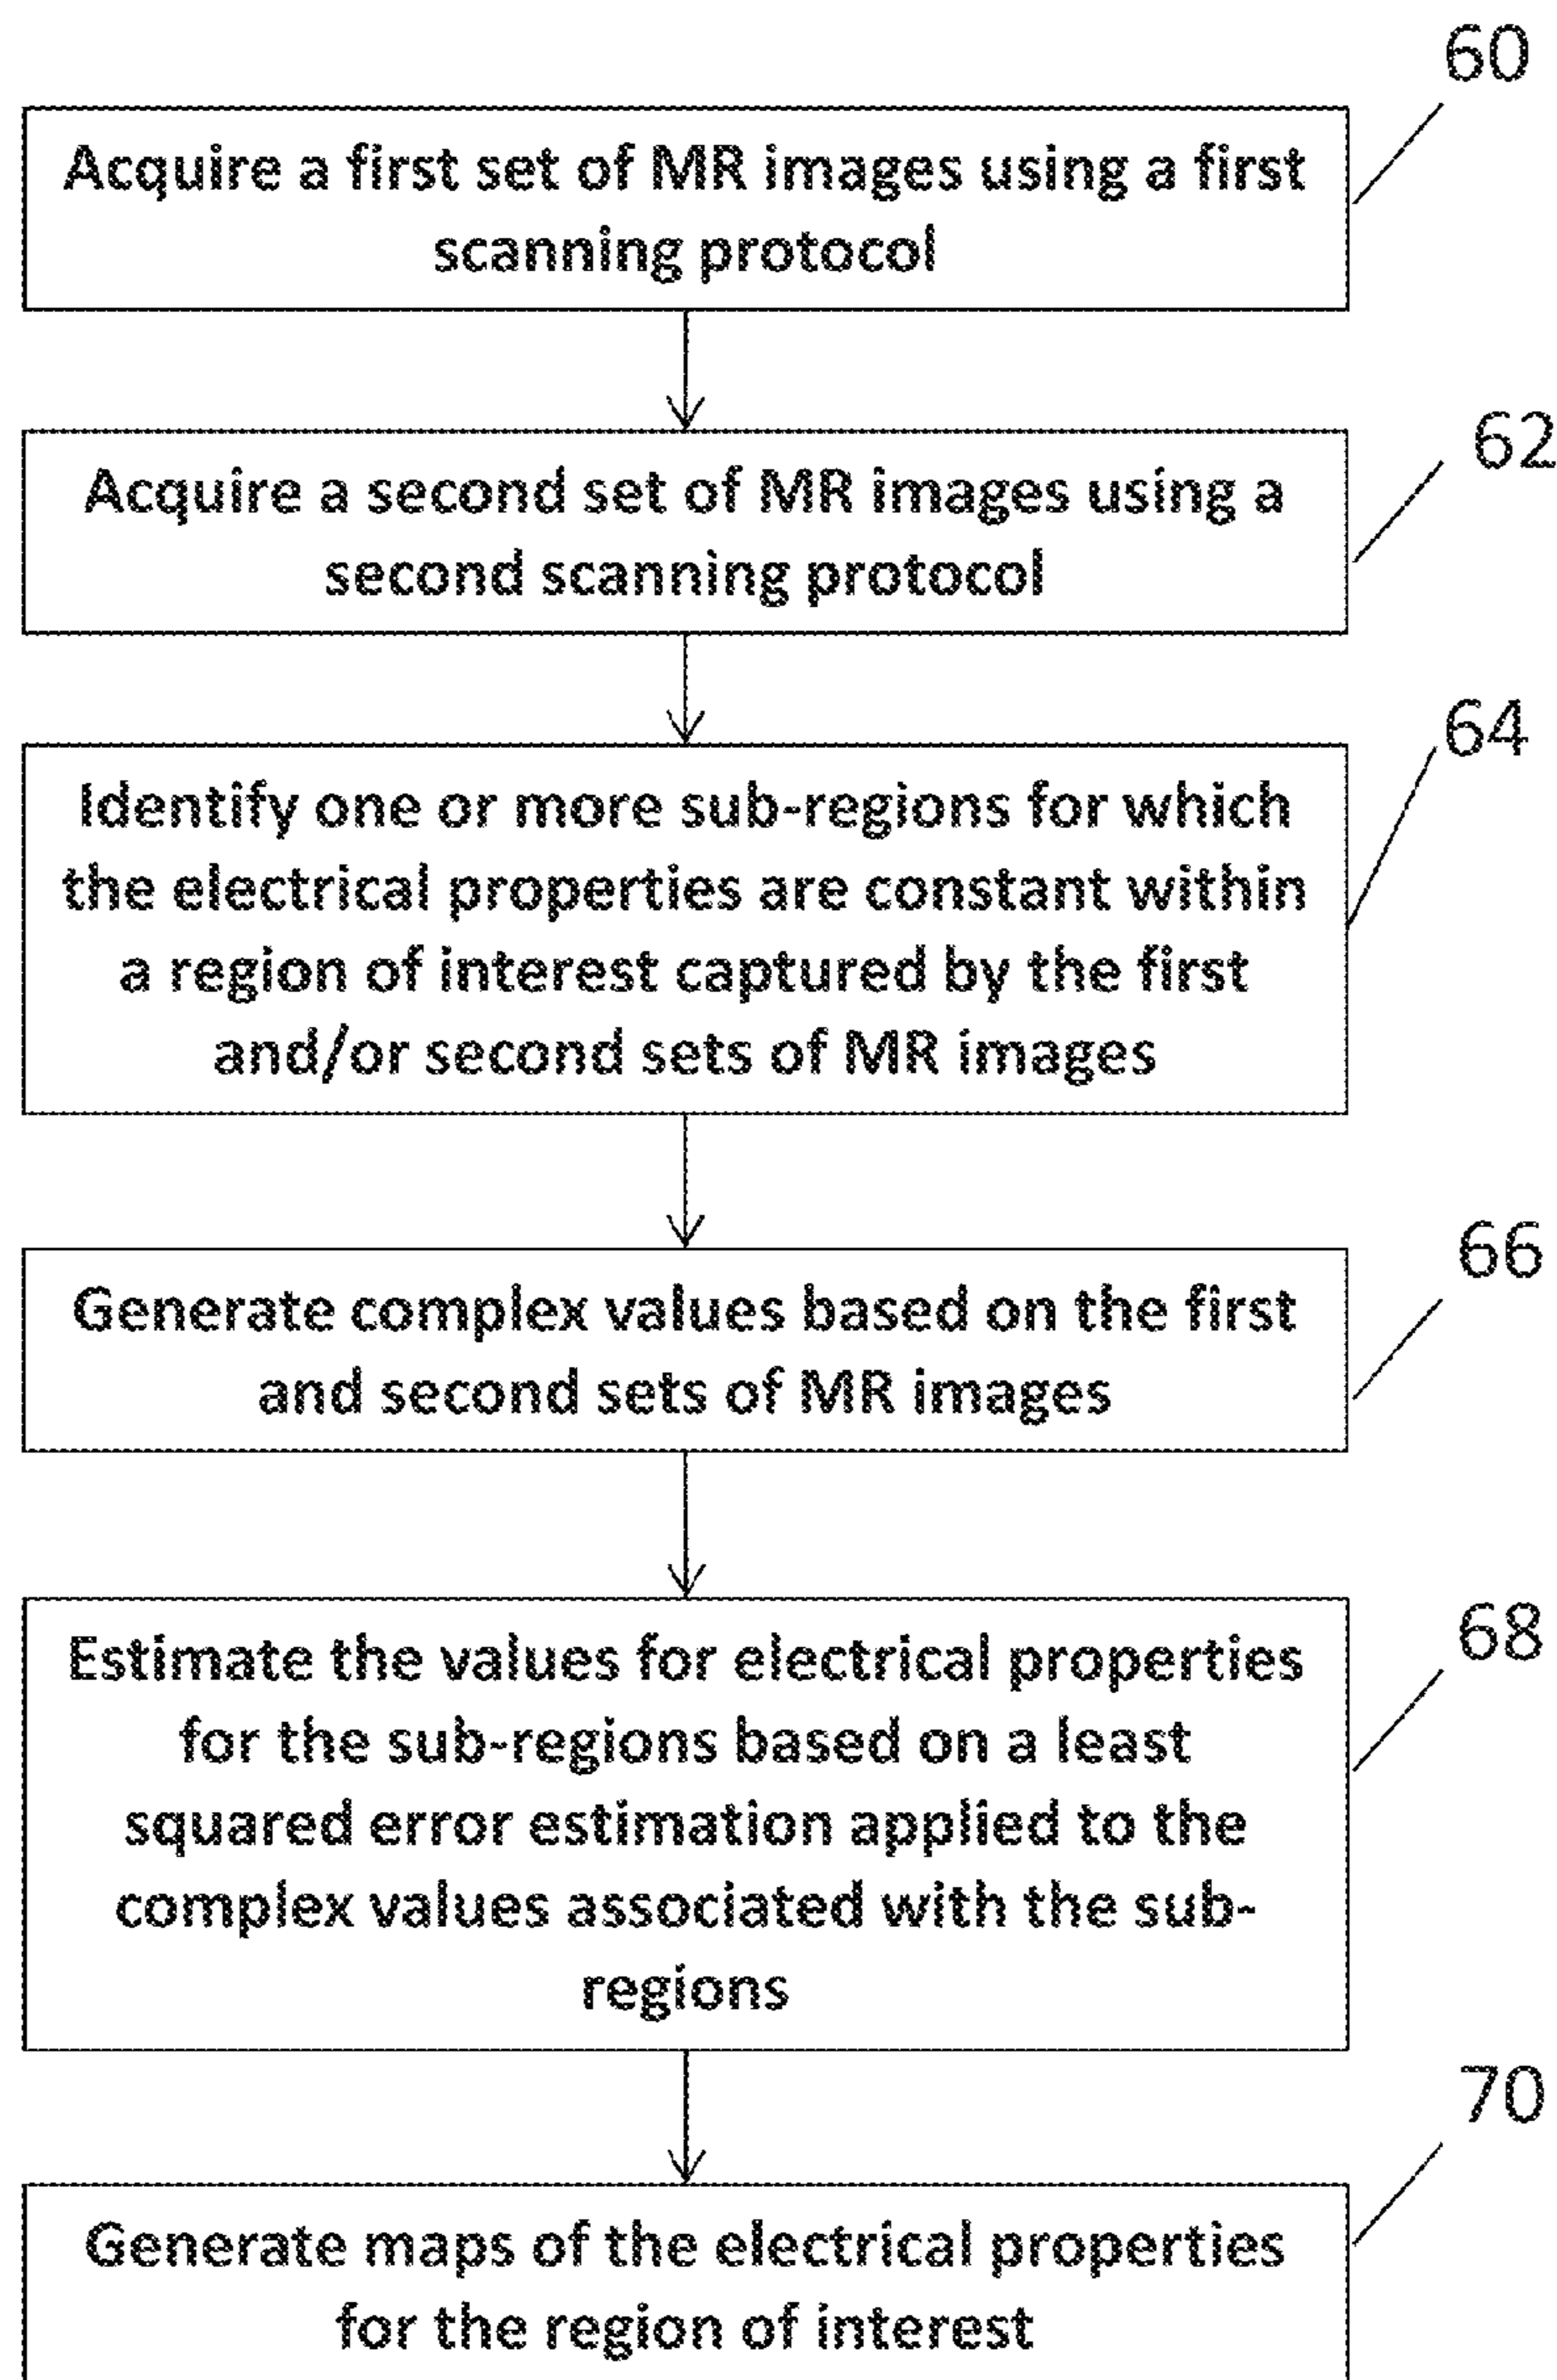 60
Acquire a first set of MR images using a first
scanning protocol
62
Acquire a second set of MR images using a
second scanning protocol
64
Identify one or more sub-regions for which
the electrical properties are constant within
a region of interest captured by the first
and/or second sets of MR images
66
Generate complex values based on the first
and second sets of MR images
68
Estimate the values for electrical properties
for the sub-regions based on a least
squared error estimation applied to the
complex values associated with the sub-
regions
70
Generate maps of the electrical properties
for the region of interest